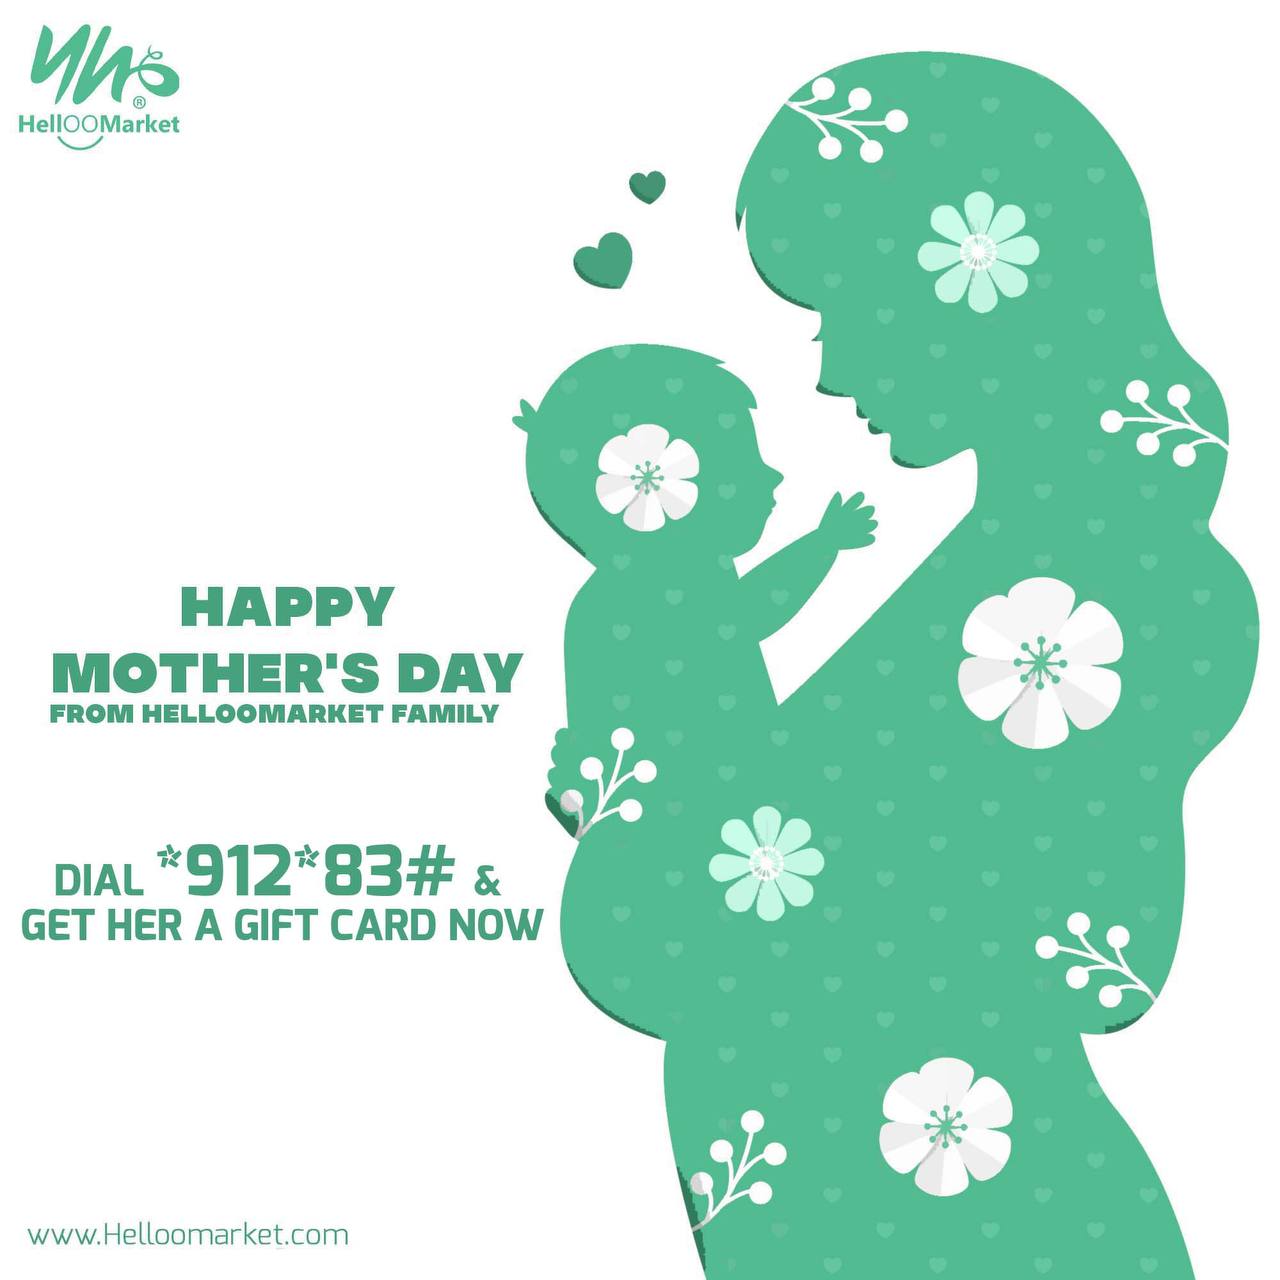 ®
HellOOMarket
HAPPY
MOTHER'S DAY
FROM HELLOOMARKET FAMILY
DIAL *912*83# &
GET HER A GIFT CARD NOW
www.Helloomarket.com